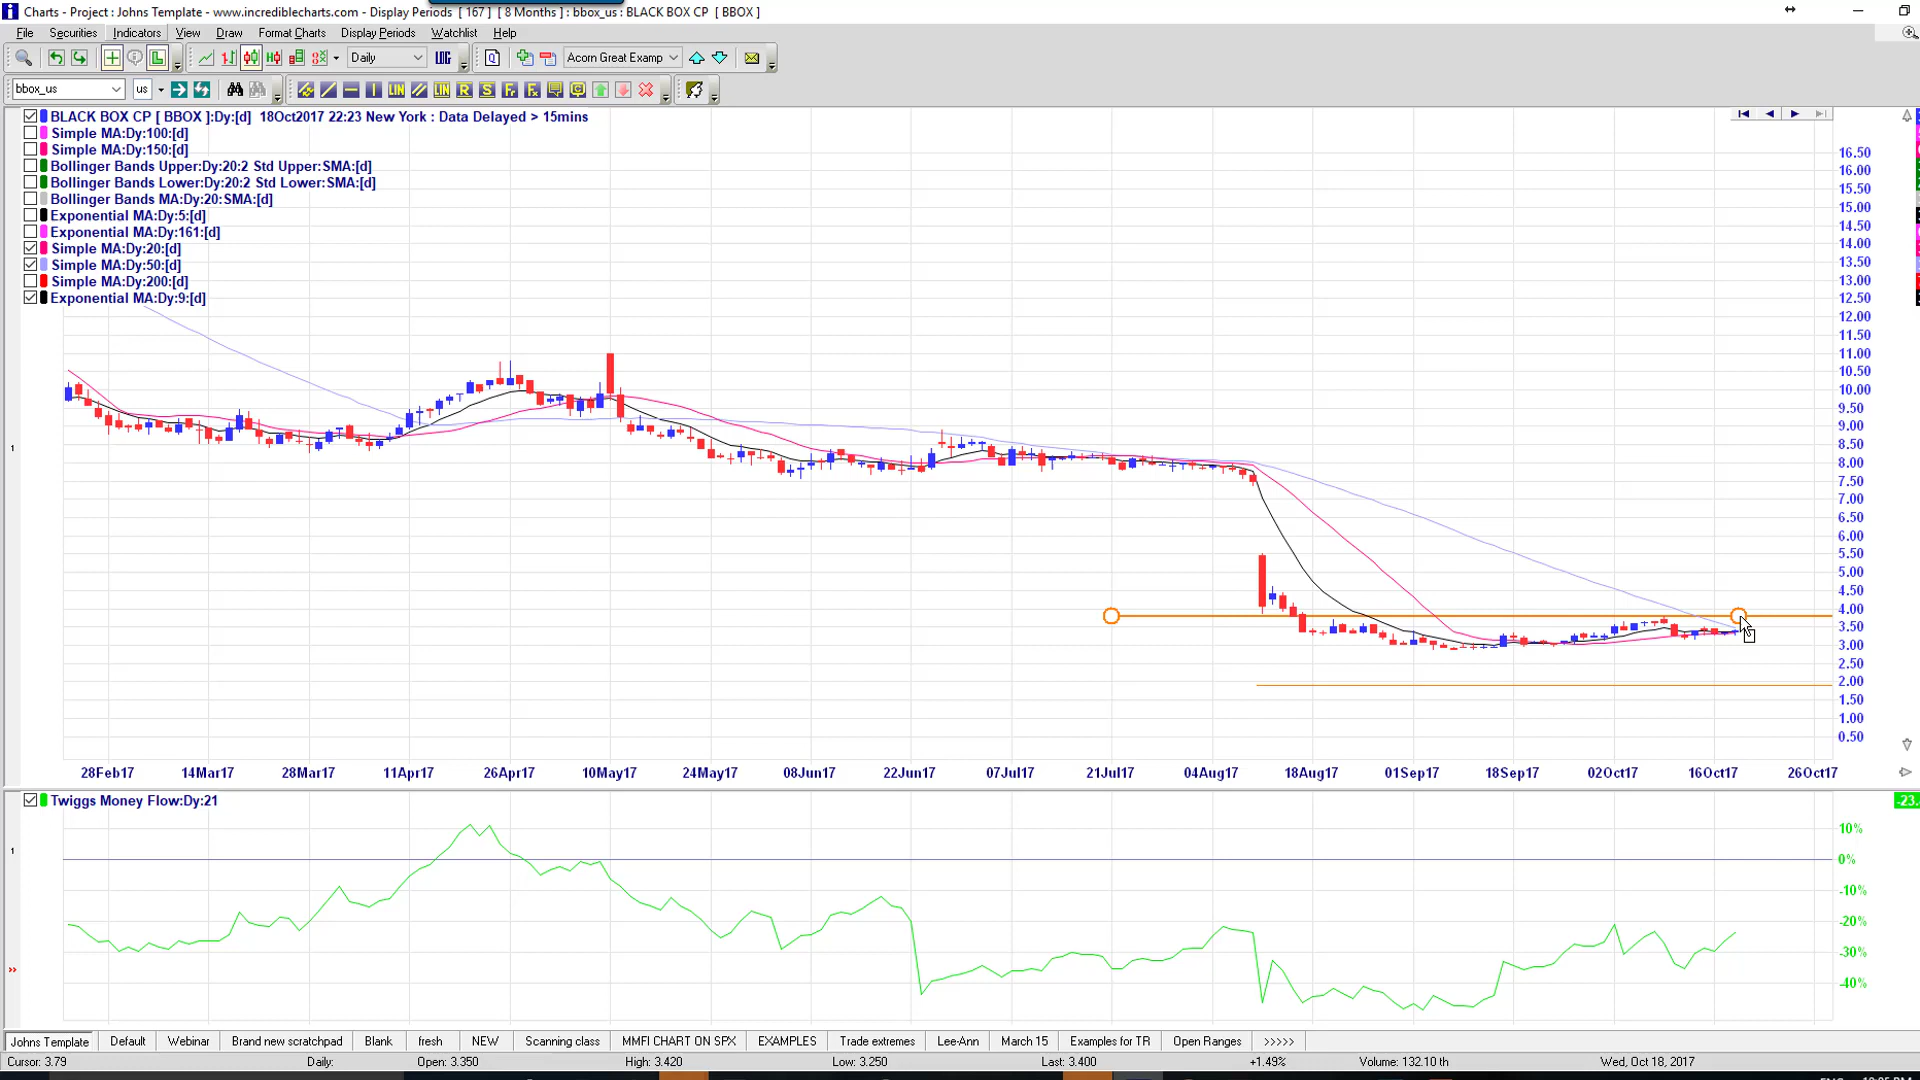 Charts - Project : Johns Template - www.incrediblecharts.com - Display Periods [ 167 ] [ 8 Months ] : bbox_us : BLACK BOX CP [ BBOX ]
File Securities Indicators View Draw Format Charts Display Periods Watchlist Help
Daily LOG Q Acorn Great Examp
bbox_us us LIN LIN R S Fr Fx
BLACK BOX CP [ BBOX ]:Dy:[d] 18Oct2017 22:23 New York : Data Delayed > 15mins
Simple MA:Dy:100:[d]
Simple MA:Dy:150:[d]
Bollinger Bands Upper:Dy:20:2 Std Upper:SMA:[d]
Bollinger Bands Lower:Dy:20:2 Std Lower:SMA:[d]
Bollinger Bands MA:Dy:20:SMA:[d]
Exponential MA:Dy:5:[d]
Exponential MA:Dy:161:[d]
Simple MA:Dy:20:[d]
Simple MA:Dy:50:[d]
Simple MA:Dy:200:[d]
Exponential MA:Dy:9:[d]
16.50
16.00
15.50
15.00
14.50
14.00
13.50
13.00
12.50
12.00
11.50
11.00
10.50
10.00
9.50
9.00
8.50
8.00
7.50
7.00
6.50
6.00
5.50
5.00
4.50
4.00
3.50
3.00
2.50
2.00
1.50
1.00
0.50
1
28Feb17 14Mar17 28Mar17 11Apr17 26Apr17 10May17 24May17 08Jun17 22Jun17 07Jul17 21Jul17 04Aug17 18Aug17 01Sep17 18Sep17 02Oct17 16Oct17 26Oct17
Twiggs Money Flow:Dy:21
-23.
10%
0%
-10%
-20%
-30%
-40%
1
»
Johns Template Default Webinar Brand new scratchpad Blank fresh NEW Scanning class MMFI CHART ON SPX EXAMPLES Trade extremes Lee-Ann March 15 Examples for TR Open Ranges >>>>>
Cursor: 3.79 Daily: Open: 3.350 High: 3.420 Low: 3.250 Last: 3.400 +1.49% Volume: 132.10 th Wed, Oct 18, 2017